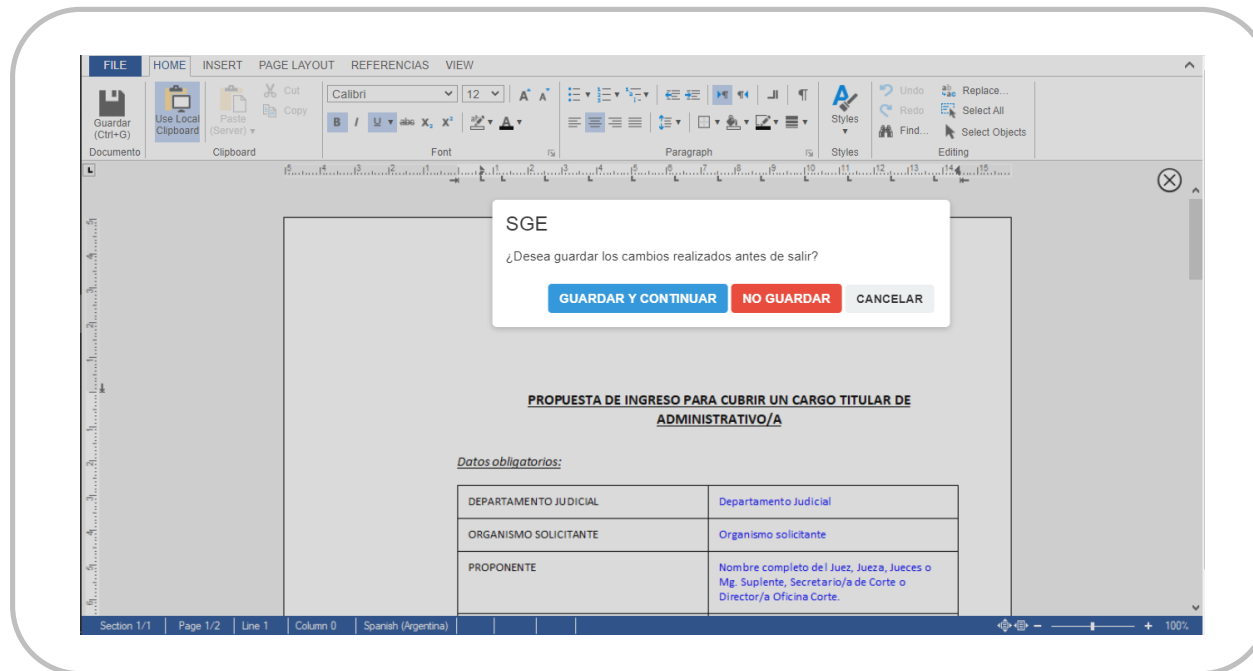 FILE HOME INSERT PAGE LAYOUT REFERENCIAS VIEW
Guardar (Ctrl+G)
Use Local Clipboard
Paste (Server)
Cut
Copy
Calibri 12
Styles
Undo
Redo
Find...
Replace...
Select All
Select Objects
Documento Clipboard Font Paragraph Styles Editing
SGE
¿Desea guardar los cambios realizados antes de salir?
GUARDAR Y CONTINUAR NO GUARDAR CANCELAR
PROPUESTA DE INGRESO PARA CUBRIR UN CARGO TITULAR DE
ADMINISTRATIVO/A
Datos obligatorios:
DEPARTAMENTO JUDICIAL Departamento Judicial
ORGANISMO SOLICITANTE Organismo solicitante
PROPONENTE Nombre completo del Juez, Jueza, Jueces o
Mg. Suplente, Secretario/a de Corte o
Director/a Oficina Corte.
Section 1/1 Page 1/2 Line 1 Column 0 Spanish (Argentina) 100%